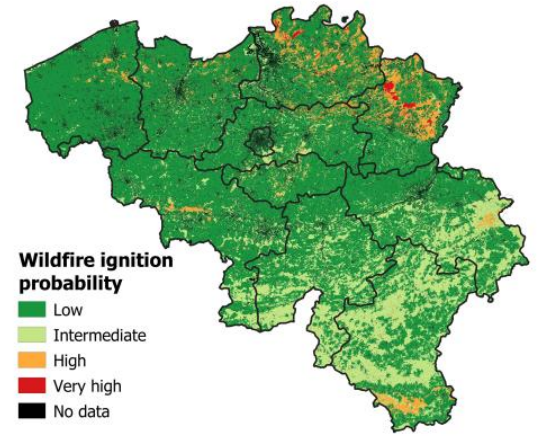 Wildfire ignition
probability
Low
Intermediate
High
Very high
No data